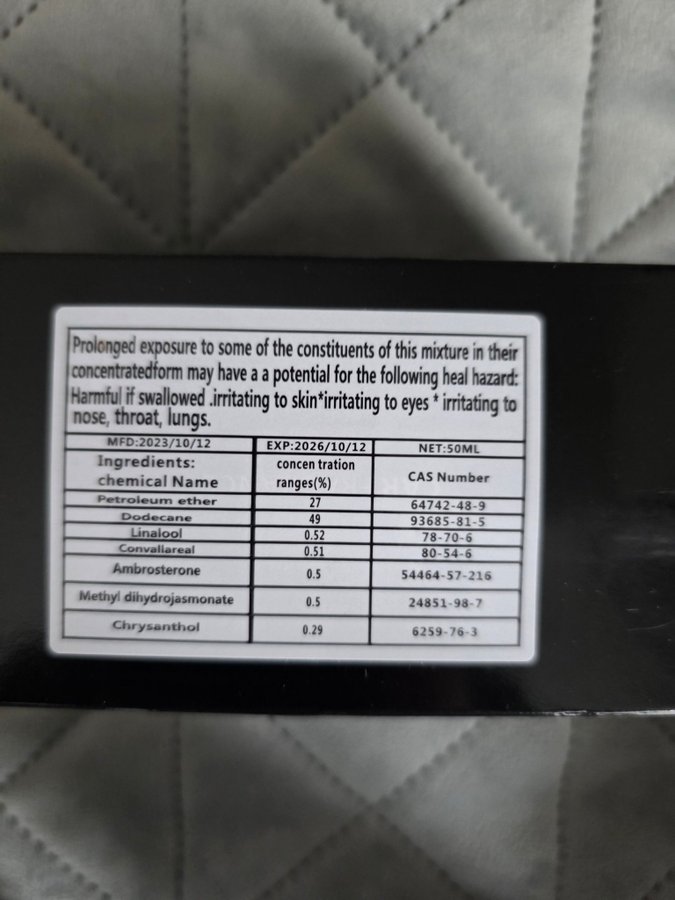 Prolonged exposure to some of the constituents of this mixture in their
concentratedform may have a a potential for the following heal hazard:
Harmful if swallowed .irritating to skin*irritating to eyes * irritating to
nose, throat, lungs.
MFD:2023/10/12 EXP:2026/10/12 NET:50ML
Ingredients: concen tration
chemical Name ranges(%) CAS Number
Petroleum ether 27 64742-48-9
Dodecane 49 93685-81-5
Linalool 0.52 78-70-6
Convallareal 0.51 80-54-6
Ambrosterone 0.5 54464-57-216
Methyl dihydrojasmonate 0.5 24851-98-7
Chrysanthol 0.29 6259-76-3